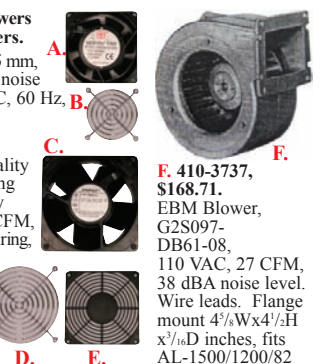 wers
ers.
mm,
noise
C, 60 Hz,
A.
B.
C.
ality
ng
y
CFM,
ring,
D.
E.
F.
F. 410-3737,
$168.71.
EBM Blower,
G2S097-
DB61-08,
110 VAC, 27 CFM,
38 dBA noise level.
Wire leads. Flange
mount 4⁵/₈Wx4¹/₂H
x³/₁₆D inches, fits
AL-1500/1200/82